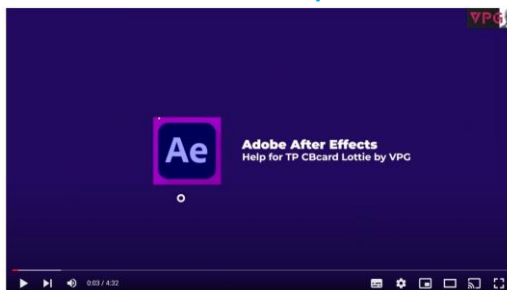 VPG
Ae
Adobe After Effects
Help for TP CBcard Lottie by VPG
0:03 / 4:32